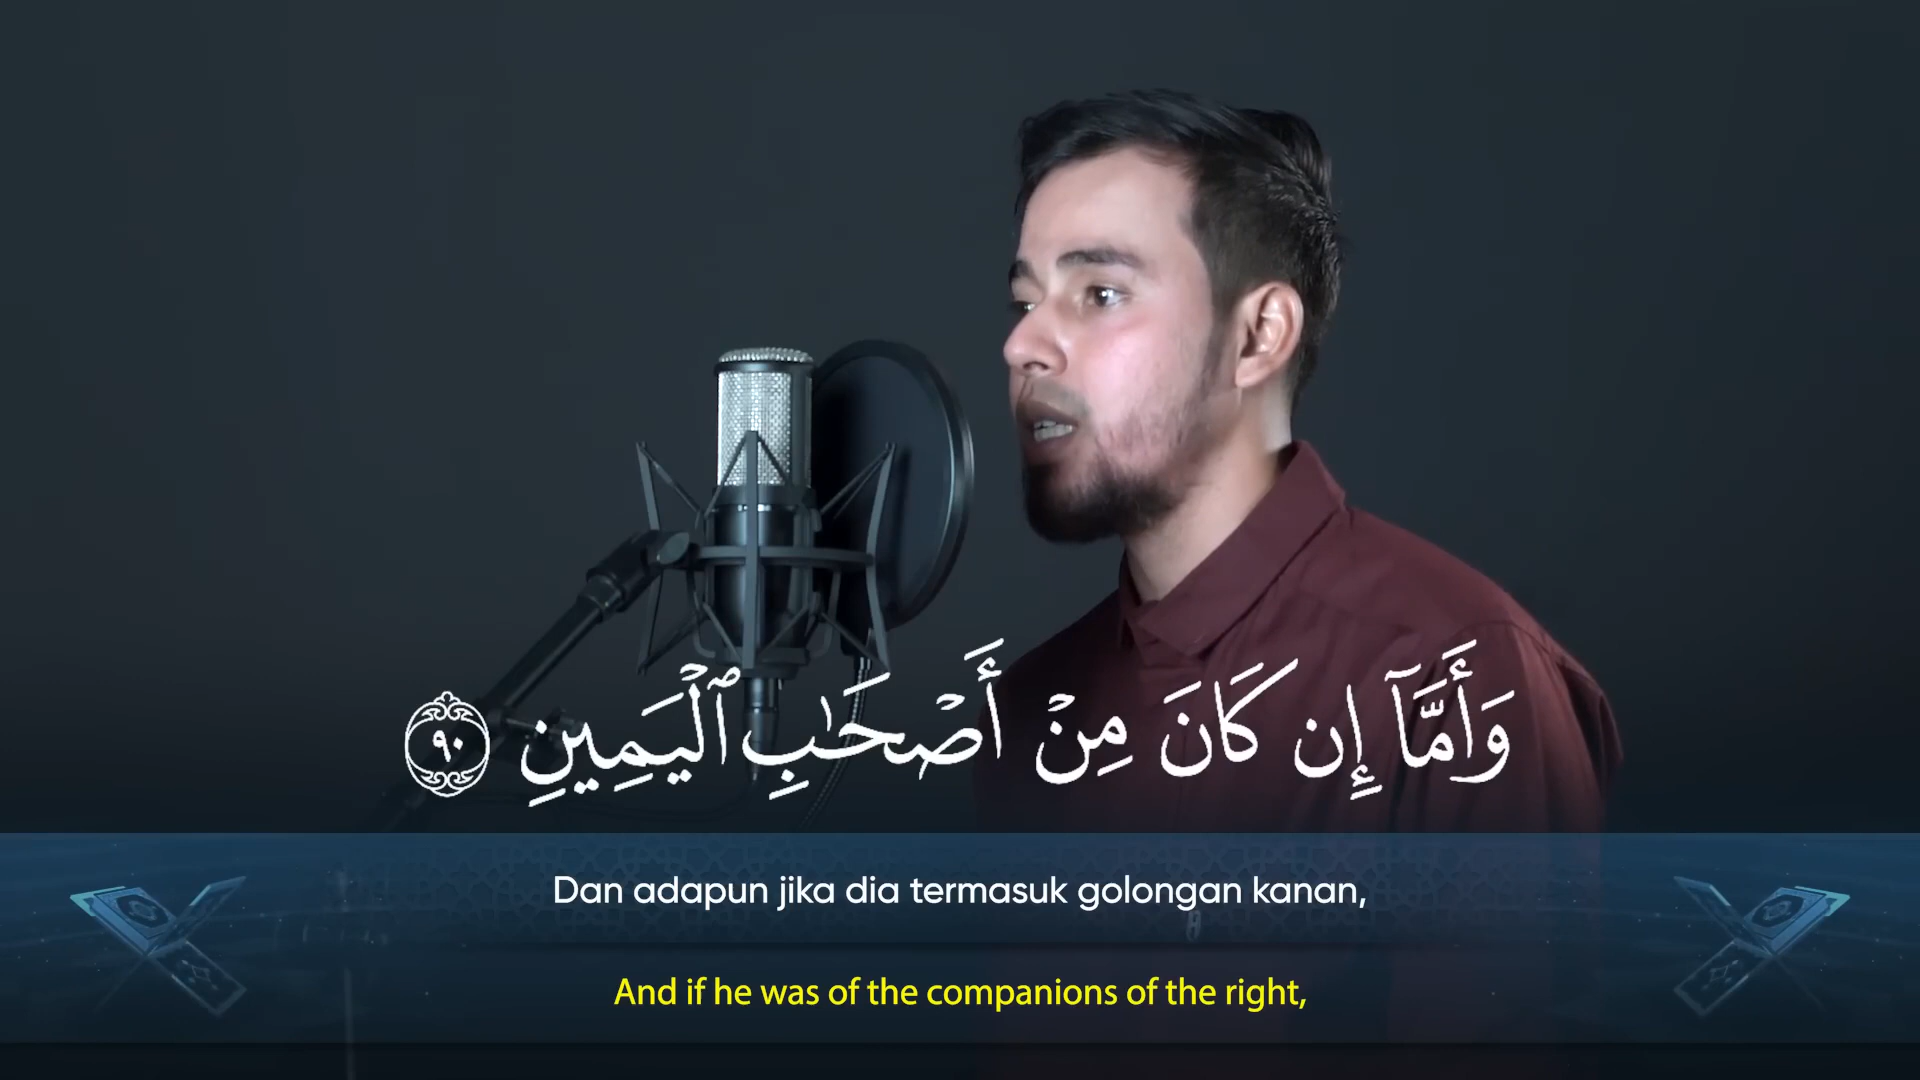 وَأَمَّآ إِن كَانَ مِنۡ أَصۡحَٰبِ ٱلۡيَمِينِ ٩٠
Dan adapun jika dia termasuk golongan kanan,
And if he was of the companions of the right,